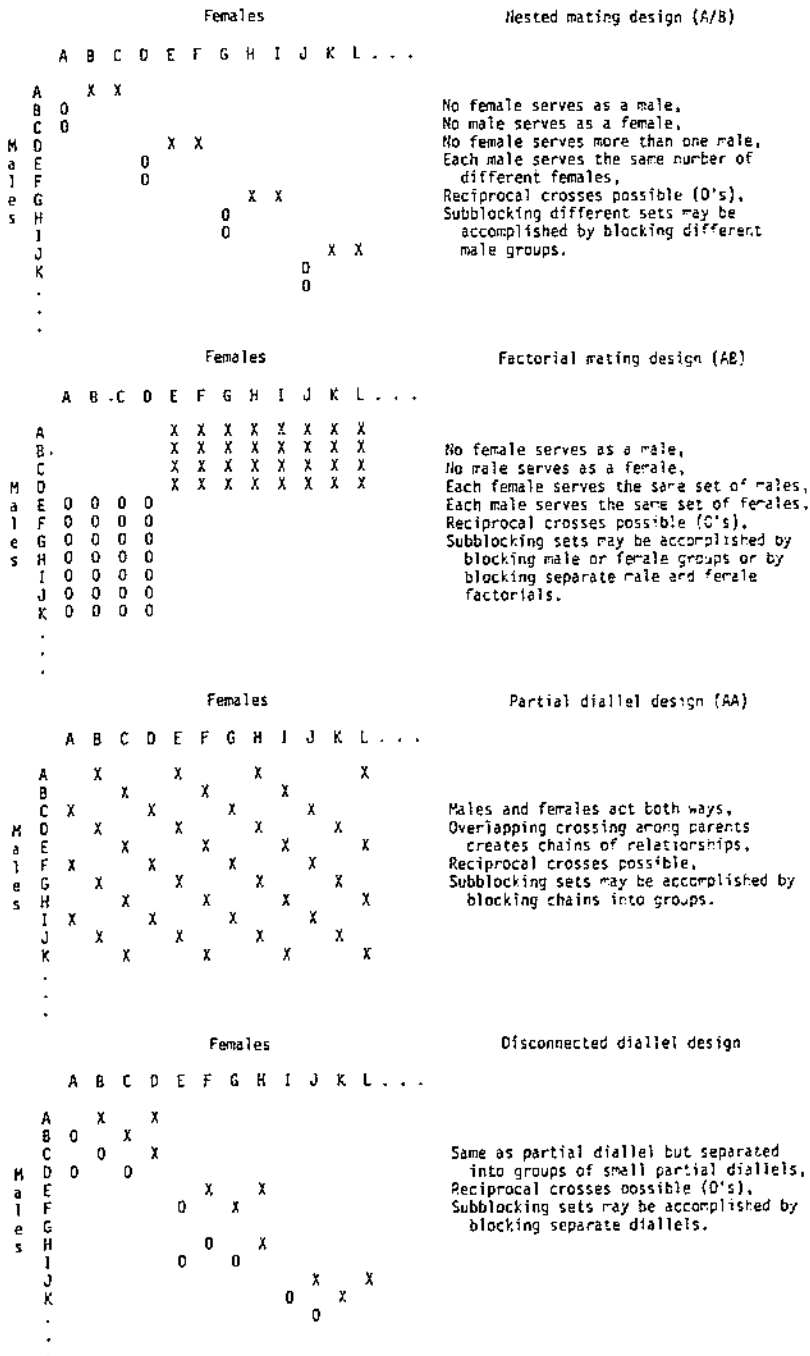 Females
Nested mating design (A/B)
A B C D E F G H I J K L . . .
Males
A X X
B O
C O
D X X
E O
F O
G X X
H O
I O
J X X
K O
. O
.
.
No female serves as a male,
No male serves as a female,
No female serves more than one male,
Each male serves the same number of
different females,
Reciprocal crosses possible (O's),
Subblocking different sets may be
accomplished by blocking different
male groups.
Females
Factorial mating design (AB)
A B C D E F G H I J K L . . .
Males
A X X X X X X X X
B X X X X X X X X
C X X X X X X X X
D X X X X X X X X
E O O O O
F O O O O
G O O O O
H O O O O
I O O O O
J O O O O
K O O O O
.
.
.
No female serves as a male,
No male serves as a female,
Each female serves the same set of males,
Each male serves the same set of females,
Reciprocal crosses possible (O's),
Subblocking sets may be accomplished by
blocking male or female groups or by
blocking separate male and female
factorials.
Females
Partial diallel design (AA)
A B C D E F G H I J K L . . .
Males
A X X X X
B X X X
C X X X X
D X X X X
E X X X X
F X X X X
G X X X X
H X X X X
I X X X X
J X X X X
K X X X X
.
.
.
Males and females act both ways,
Overlapping crossing among parents
creates chains of relationships,
Reciprocal crosses possible,
Subblocking sets may be accomplished by
blocking chains into groups.
Females
Disconnected diallel design
A B C D E F G H I J K L . . .
Males
A X X
B O X
C O X
D O O
E X X
F O X
G
H O X
I O O
J X X
K O X
. O
.
Same as partial diallel but separated
into groups of small partial diallels,
Reciprocal crosses possible (O's),
Subblocking sets may be accomplished by
blocking separate diallels.